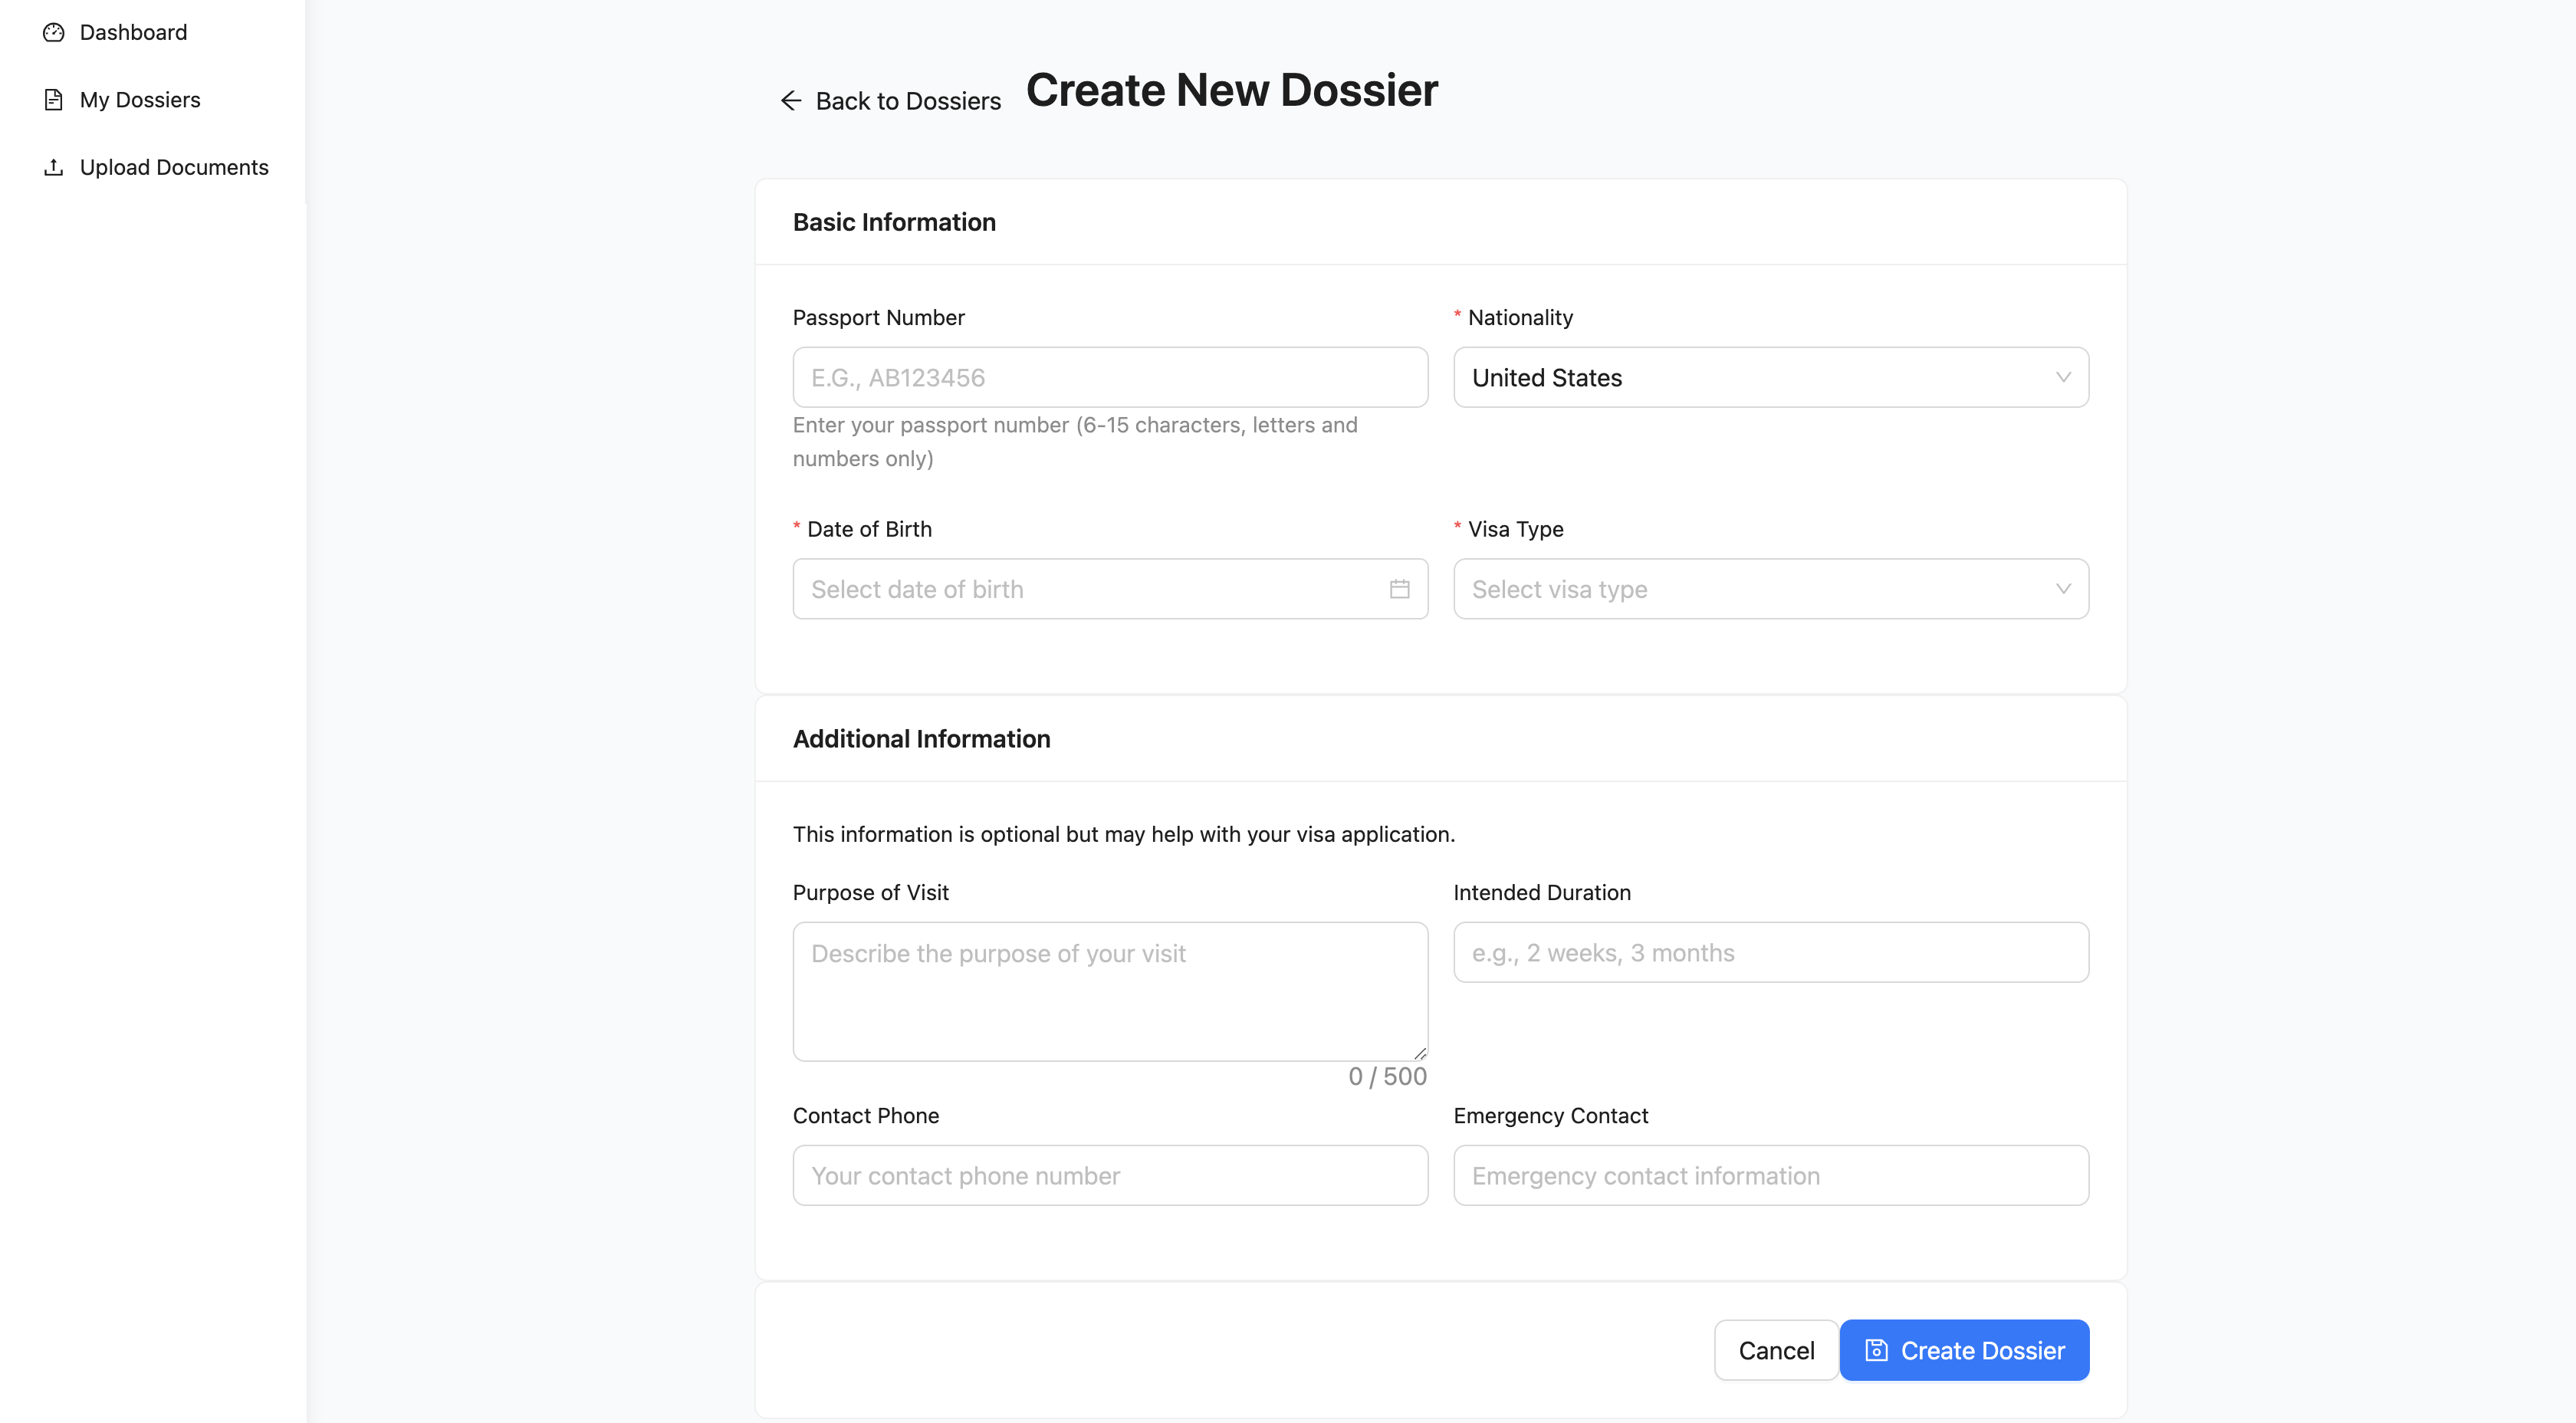 Dashboard
My Dossiers
Upload Documents
Back to Dossiers
Create New Dossier
Basic Information
Passport Number
E.G., AB123456
Enter your passport number (6-15 characters, letters and
numbers only)
* Nationality
United States
* Date of Birth
Select date of birth
* Visa Type
Select visa type
Additional Information
This information is optional but may help with your visa application.
Purpose of Visit
Describe the purpose of your visit
0 / 500
Intended Duration
e.g., 2 weeks, 3 months
Contact Phone
Your contact phone number
Emergency Contact
Emergency contact information
Cancel
Create Dossier